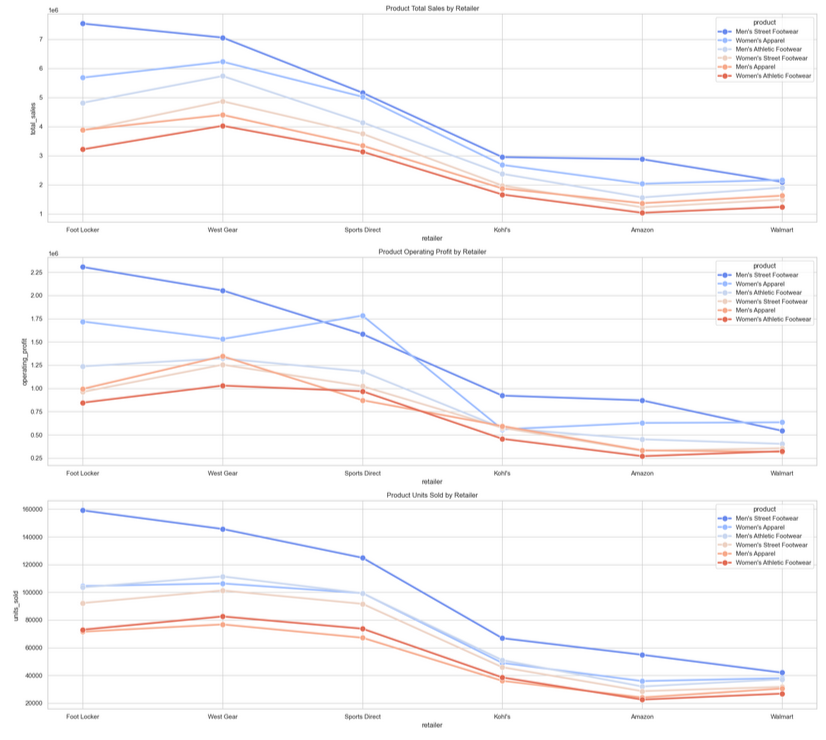 Product Total Sales by Retailer
1e6
total_sales
7
6
5
4
3
2
1
product
Men's Street Footwear
Women's Apparel
Men's Athletic Footwear
Women's Street Footwear
Men's Apparel
Women's Athletic Footwear
Foot Locker West Gear Sports Direct Kohl's Amazon Walmart
retailer
Product Operating Profit by Retailer
1e6
operating_profit
2.25
2.00
1.75
1.50
1.25
1.00
0.75
0.50
0.25
product
Men's Street Footwear
Women's Apparel
Men's Athletic Footwear
Women's Street Footwear
Men's Apparel
Women's Athletic Footwear
Foot Locker West Gear Sports Direct Kohl's Amazon Walmart
retailer
Product Units Sold by Retailer
units_sold
160000
140000
120000
100000
80000
60000
40000
20000
product
Men's Street Footwear
Women's Apparel
Men's Athletic Footwear
Women's Street Footwear
Men's Apparel
Women's Athletic Footwear
Foot Locker West Gear Sports Direct Kohl's Amazon Walmart
retailer